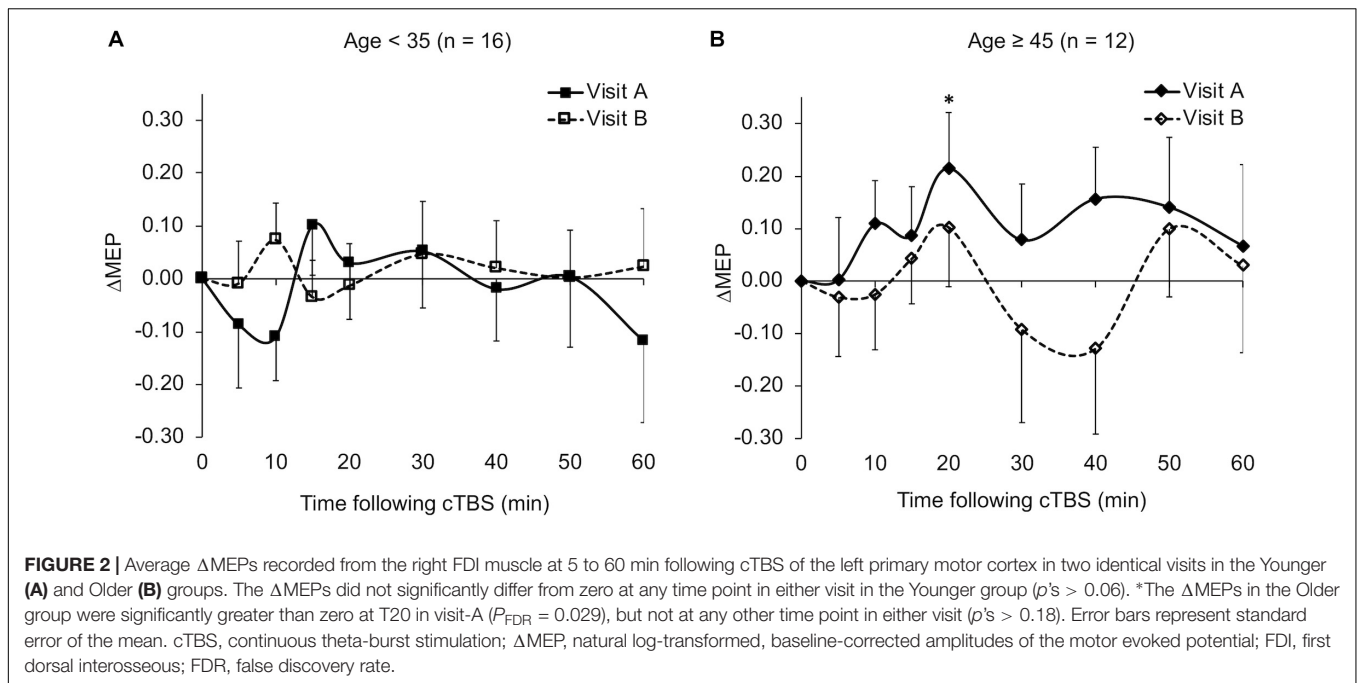 A
Age < 35 (n = 16)
Visit A
Visit B
0.30
0.20
0.10
0.00
-0.10
-0.20
-0.30
ΔMEP
0 10 20 30 40 50 60
Time following cTBS (min)
B
Age ≥ 45 (n = 12)
*
Visit A
Visit B
0.30
0.20
0.10
0.00
-0.10
-0.20
-0.30
ΔMEP
0 10 20 30 40 50 60
Time following cTBS (min)
FIGURE 2 | Average ΔMEPs recorded from the right FDI muscle at 5 to 60 min following cTBS of the left primary motor cortex in two identical visits in the Younger
(A) and Older (B) groups. The ΔMEPs did not significantly differ from zero at any time point in either visit in the Younger group (p's > 0.06). *The ΔMEPs in the Older
group were significantly greater than zero at T20 in visit-A (PFDR = 0.029), but not at any other time point in either visit (p's > 0.18). Error bars represent standard
error of the mean. cTBS, continuous theta-burst stimulation; ΔMEP, natural log-transformed, baseline-corrected amplitudes of the motor evoked potential; FDI, first
dorsal interosseous; FDR, false discovery rate.